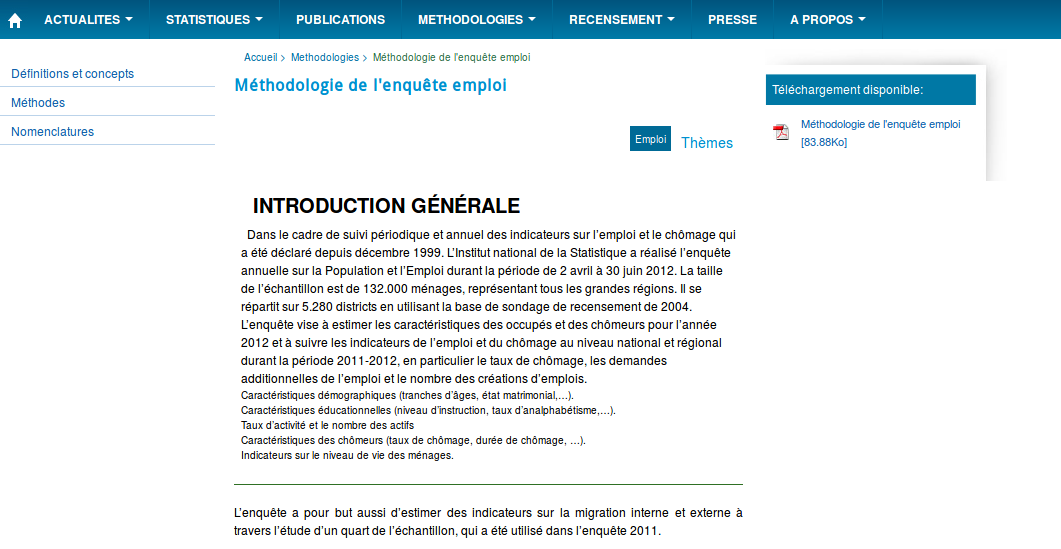 ACTUALITES STATISTIQUES PUBLICATIONS METHODOLOGIES RECENSEMENT PRESSE A PROPOS
Définitions et concepts
Méthodes
Nomenclatures
Accueil Methodologies Méthodologie de l'enquête emploi
Méthodologie de l'enquête emploi
Emploi Thèmes
INTRODUCTION GÉNÉRALE
Dans le cadre de suivi périodique et annuel des indicateurs sur l'emploi et le chômage qui
a été déclaré depuis décembre 1999. L'Institut national de la Statistique a réalisé l'enquête
annuelle sur la Population et l'Emploi durant la période de 2 avril à 30 juin 2012. La taille
de l'échantillon est de 132.000 ménages, représentant tous les grandes régions. Il se
répartit sur 5.280 districts en utilisant la base de sondage de recensement de 2004.
L'enquête vise à estimer les caractéristiques des occupés et des chômeurs pour l'année
2012 et à suivre les indicateurs de l'emploi et du chômage au niveau national et régional
durant la période 2011-2012, en particulier le taux de chômage, les demandes
additionnelles de l'emploi et le nombre des créations d'emplois.
Caractéristiques démographiques (tranches d'âges, état matrimonial,…).
Caractéristiques éducationnelles (niveau d'instruction, taux d'analphabétisme,…).
Taux d'activité et le nombre des actifs
Caractéristiques des chômeurs (taux de chômage, durée de chômage, …).
Indicateurs sur le niveau de vie des ménages.
L'enquête a pour but aussi d'estimer des indicateurs sur la migration interne et externe à
travers l'étude d'un quart de l'échantillon, qui a été utilisé dans l'enquête 2011.
Téléchargement disponible:
Méthodologie de l'enquête emploi
[83.88Ko]